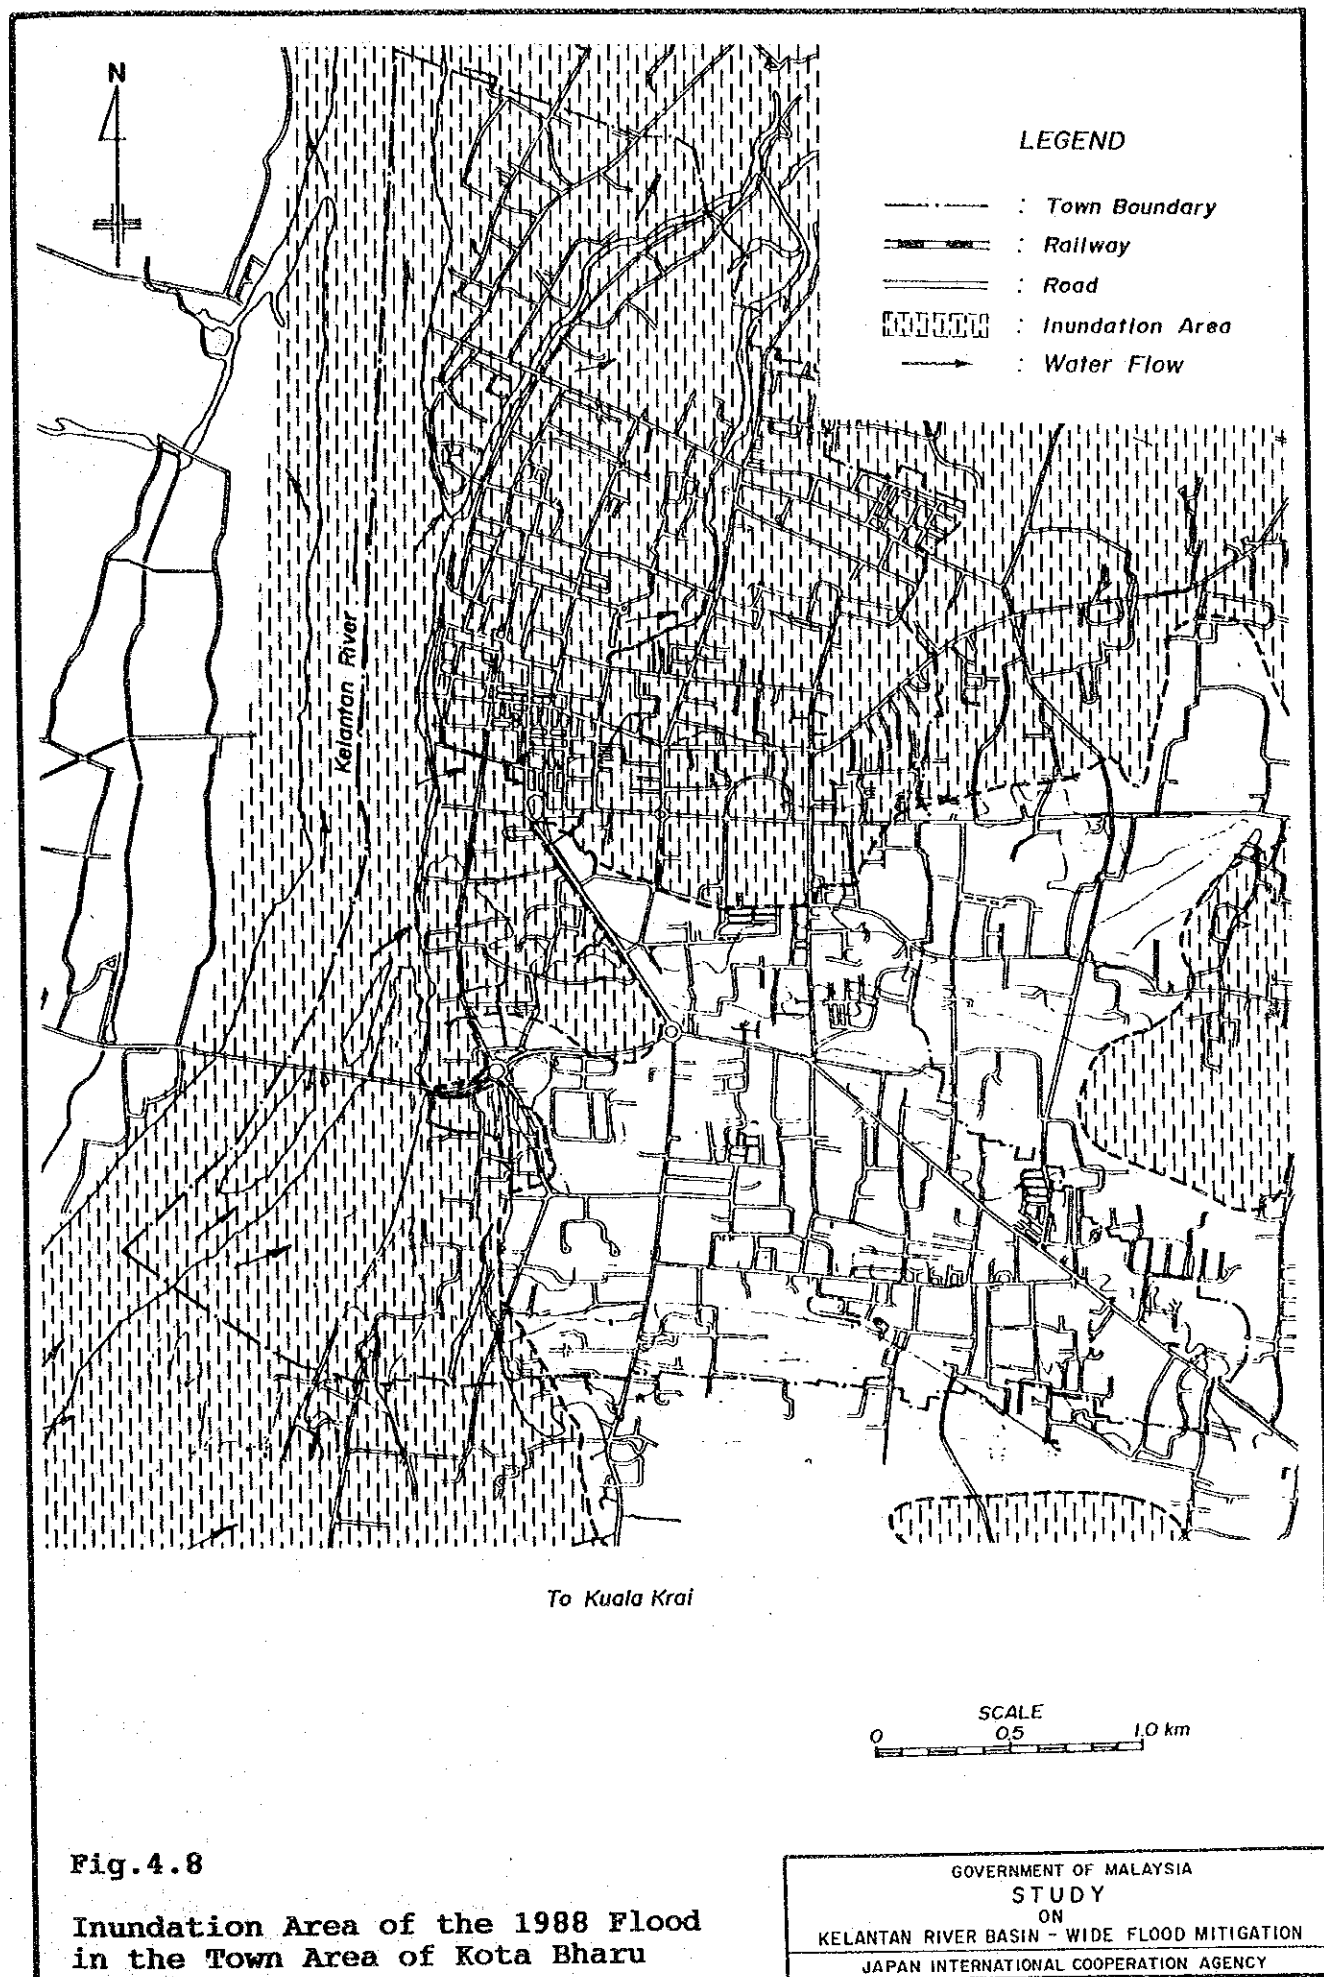 N
LEGEND
: Town Boundary
: Railway
: Road
: Inundation Area
: Water Flow
Kelantan River
To Kuala Krai
SCALE
0 0.5 1.0 km
Fig.4.8
Inundation Area of the 1988 Flood
in the Town Area of Kota Bharu
GOVERNMENT OF MALAYSIA
STUDY
ON
KELANTAN RIVER BASIN - WIDE FLOOD MITIGATION
JAPAN INTERNATIONAL COOPERATION AGENCY